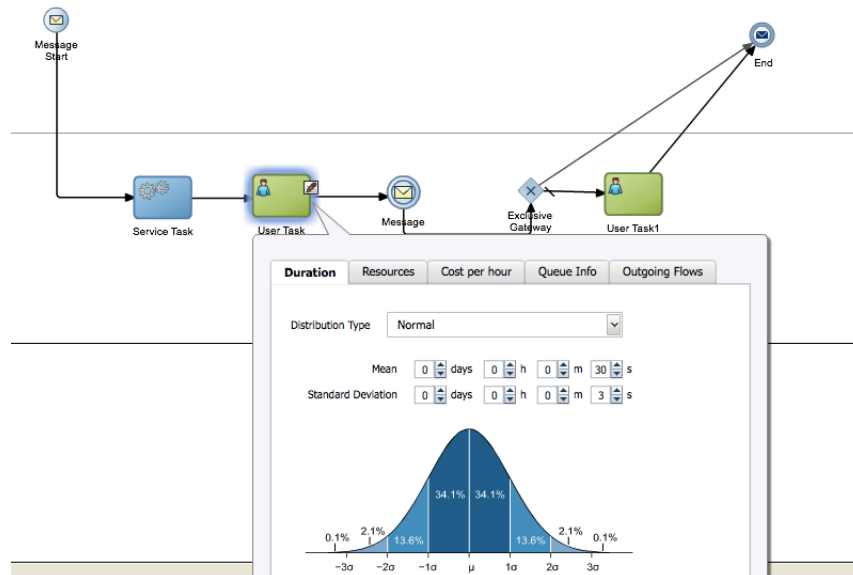 Message
Start
End
Service Task
User Task
Message
Exclusive
Gateway
User Task1
Duration
Resources
Cost per hour
Queue Info
Outgoing Flows
Distribution Type Normal
Mean 0 days 0 h 0 m 30 s
Standard Deviation 0 days 0 h 0 m 3 s
34.1% 34.1%
0.1% 2.1% 13.6% 13.6% 2.1% 0.1%
−3σ −2σ −1σ μ 1σ 2σ 3σ